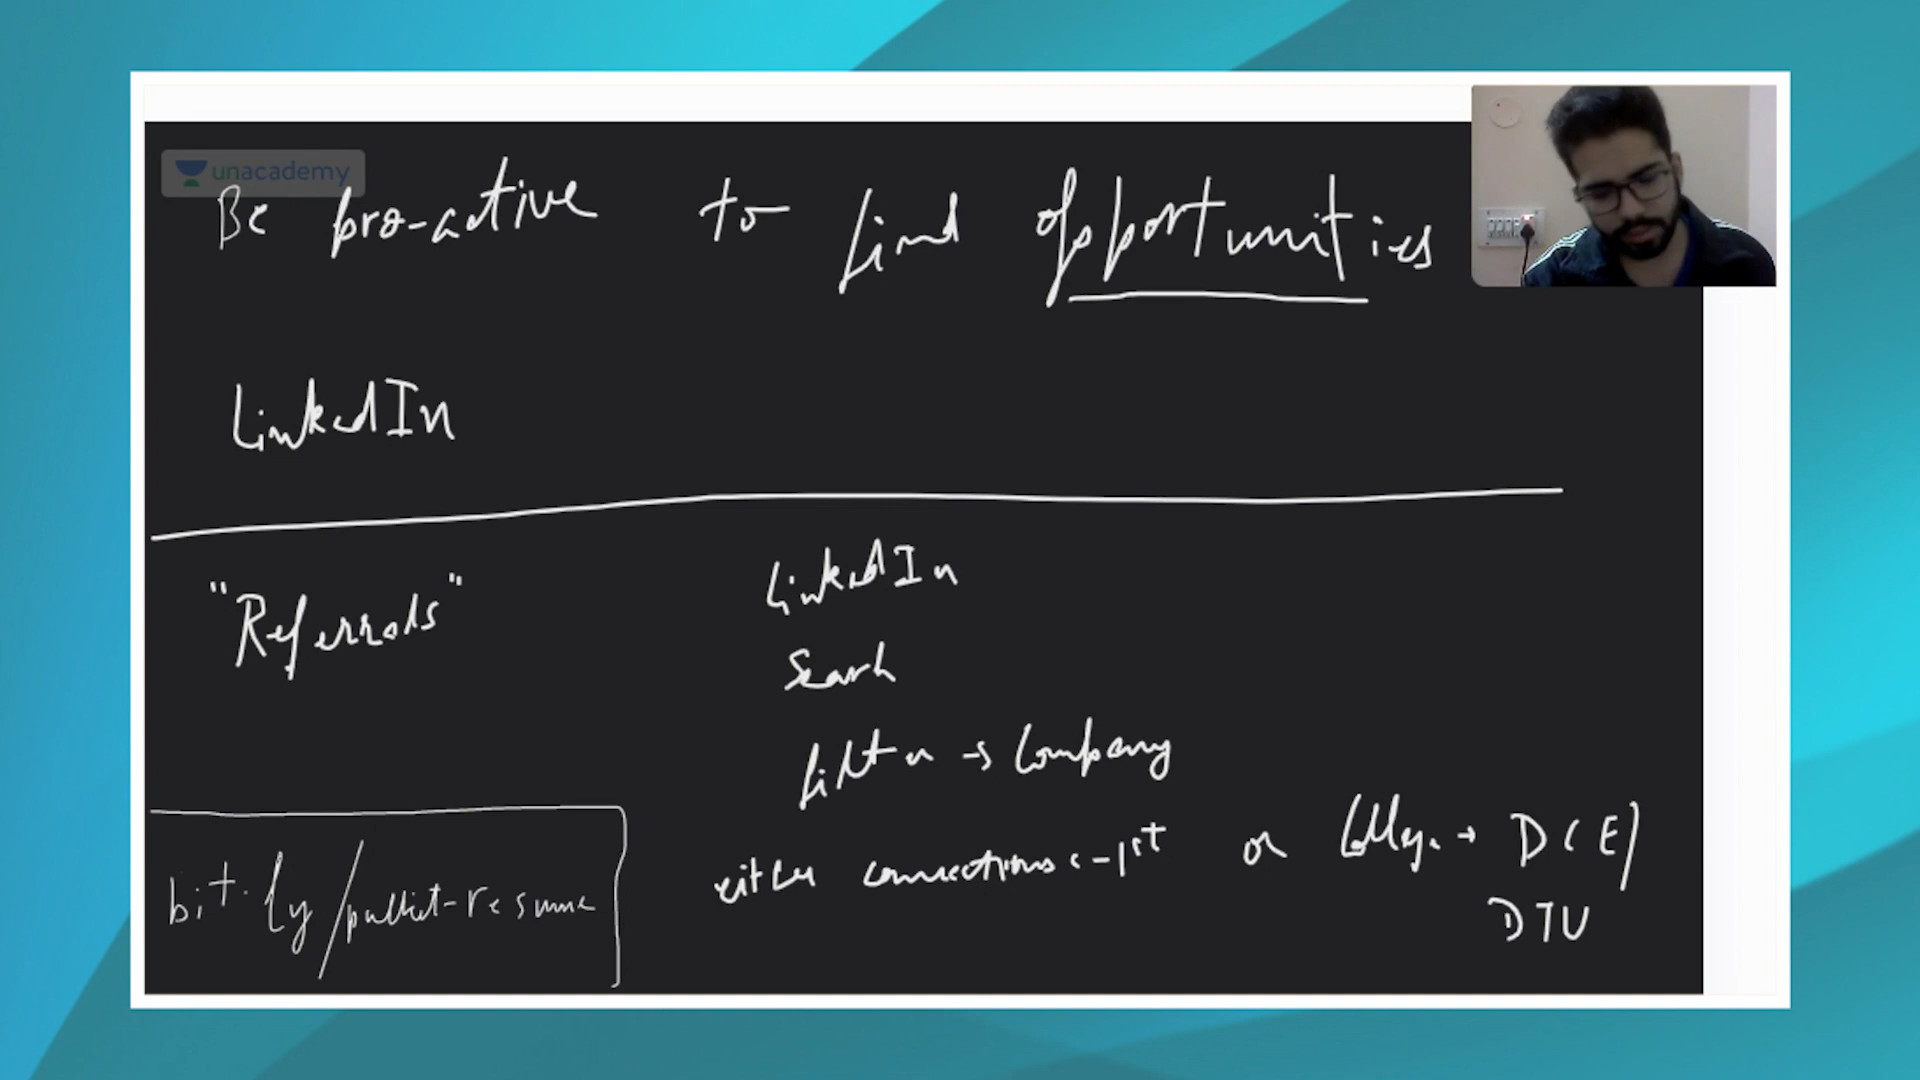 unacademy
Be pro-active to find opportunities
LinkedIn
"Referrals"
LinkedIn
Search
filter → Company
either connections - 1st or College → DCE/
DTU
bit.ly/pulkit-resume